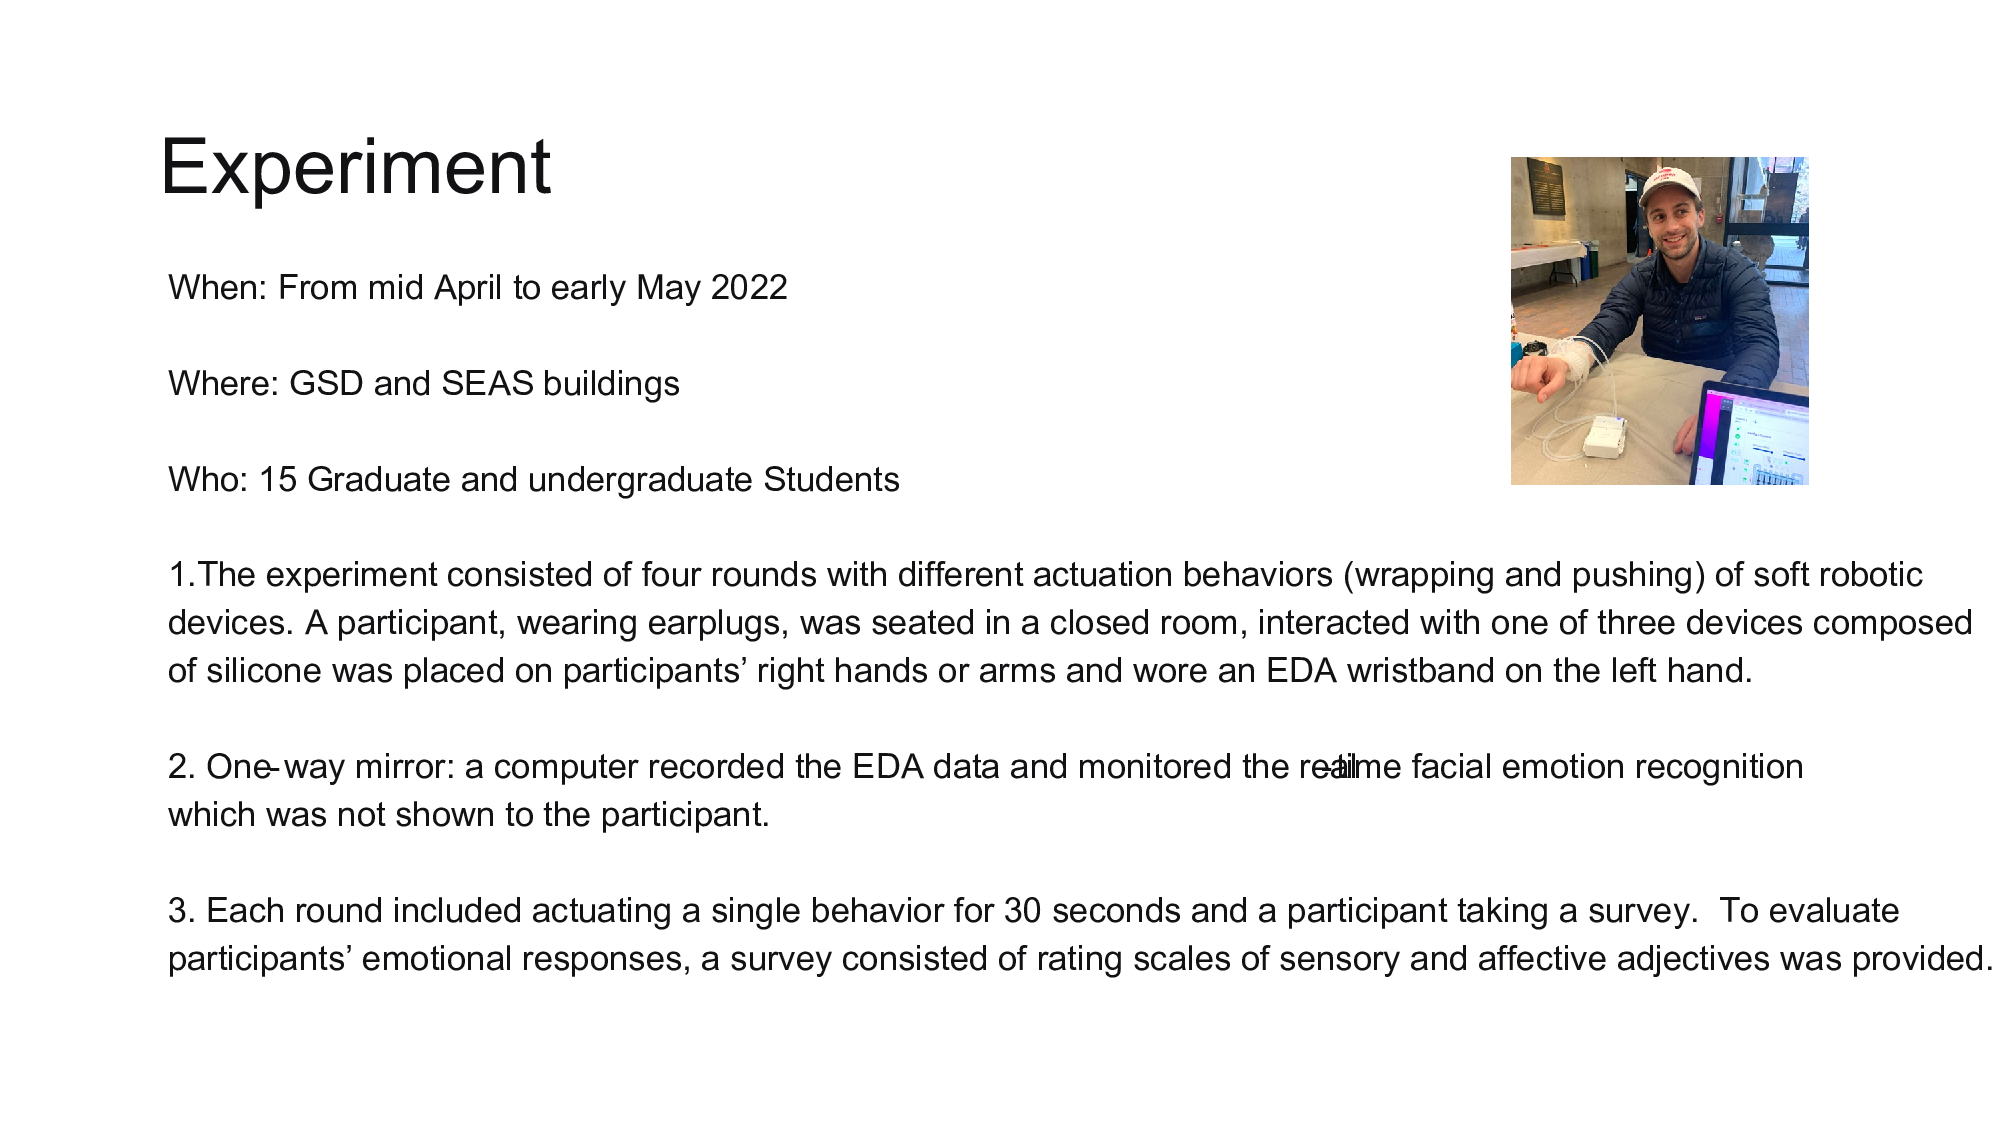 Experiment
When: From mid April to early May 2022
Where: GSD and SEAS buildings
Who: 15 Graduate and undergraduate Students
1.The experiment consisted of four rounds with different actuation behaviors (wrapping and pushing) of soft robotic
devices. A participant, wearing earplugs, was seated in a closed room, interacted with one of three devices composed
of silicone was placed on participants’ right hands or arms and wore an EDA wristband on the left hand.
2. One-way mirror: a computer recorded the EDA data and monitored the real-time facial emotion recognition
which was not shown to the participant.
3. Each round included actuating a single behavior for 30 seconds and a participant taking a survey.  To evaluate
participants’ emotional responses, a survey consisted of rating scales of sensory and affective adjectives was provided.